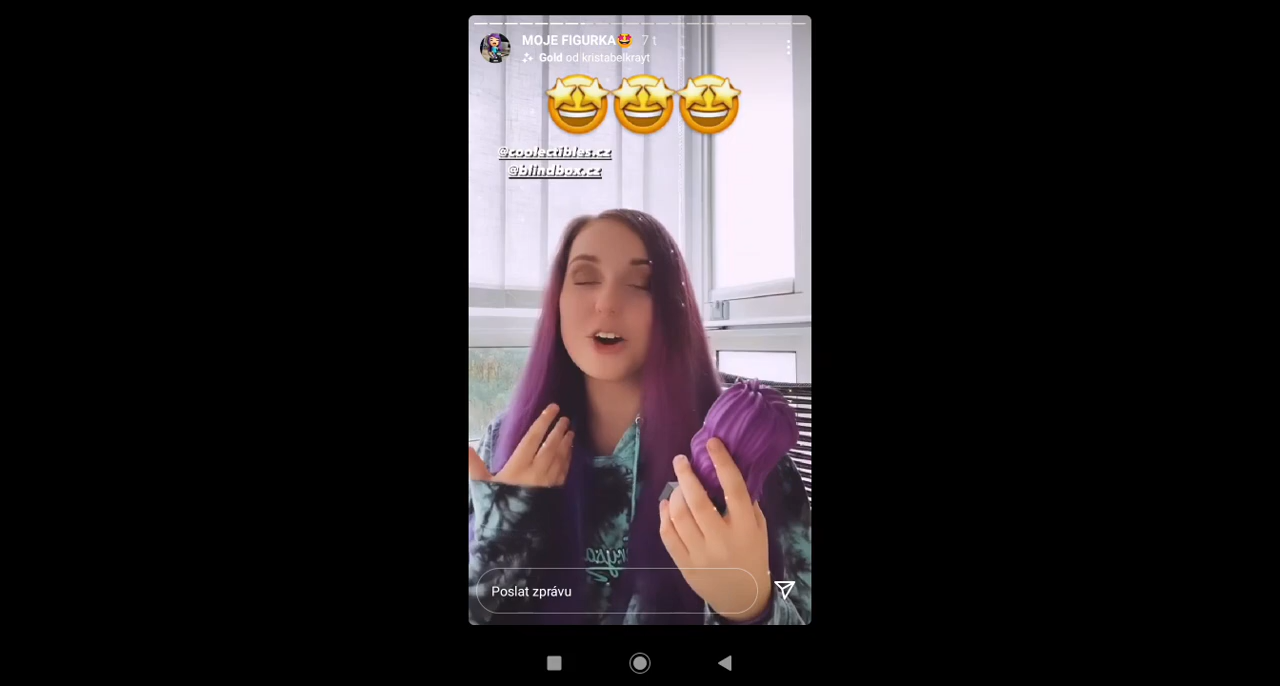 MOJE FIGURKA🤩 7 t
Gold od kristabelkrayt
🤩🤩🤩
@coolectibles.cz
@blindbox.cz
Poslat zprávu